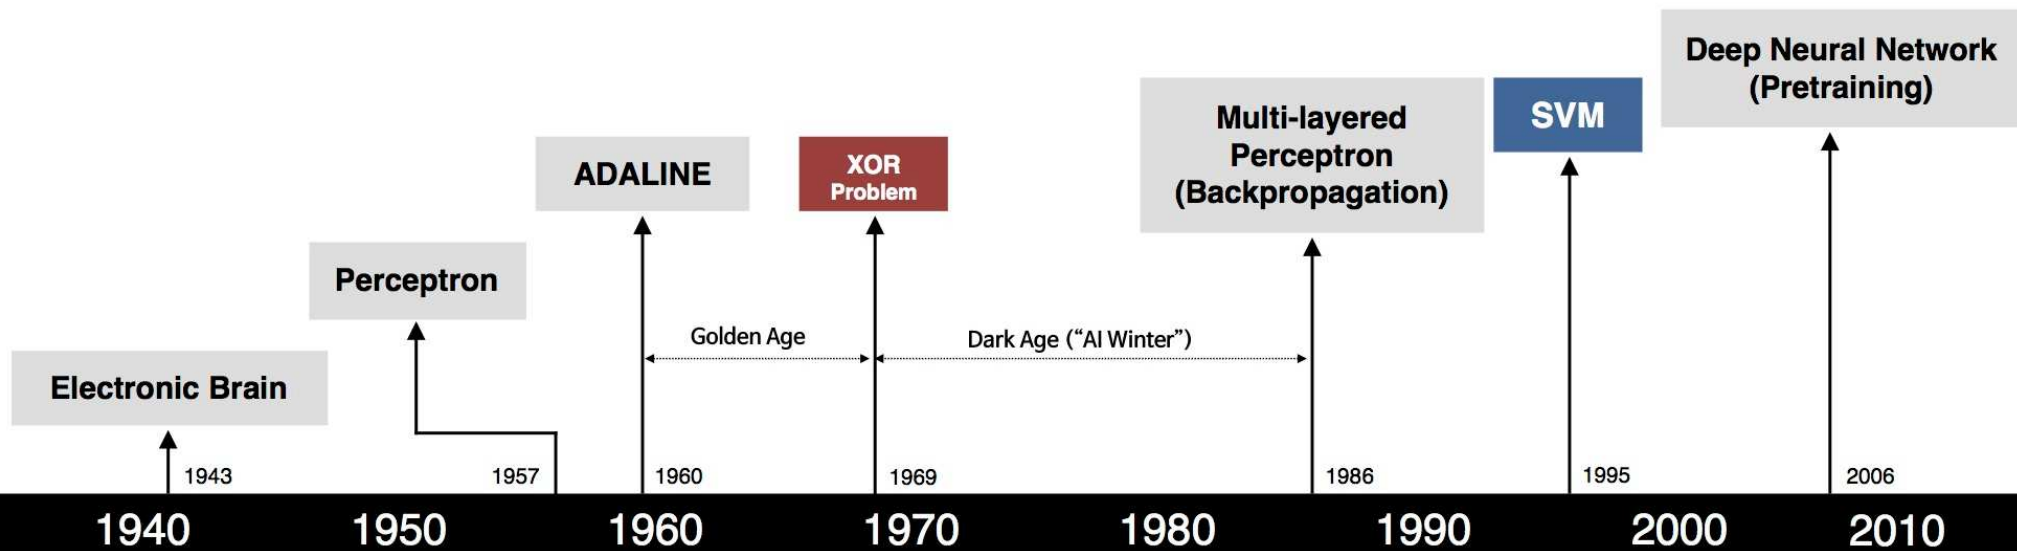 Deep Neural Network
(Pretraining)
Multi-layered
Perceptron
(Backpropagation)
SVM
ADALINE
XOR
Problem
Perceptron
Golden Age
Dark Age (“AI Winter”)
Electronic Brain
1943
1957
1960
1969
1986
1995
2006
1940
1950
1960
1970
1980
1990
2000
2010